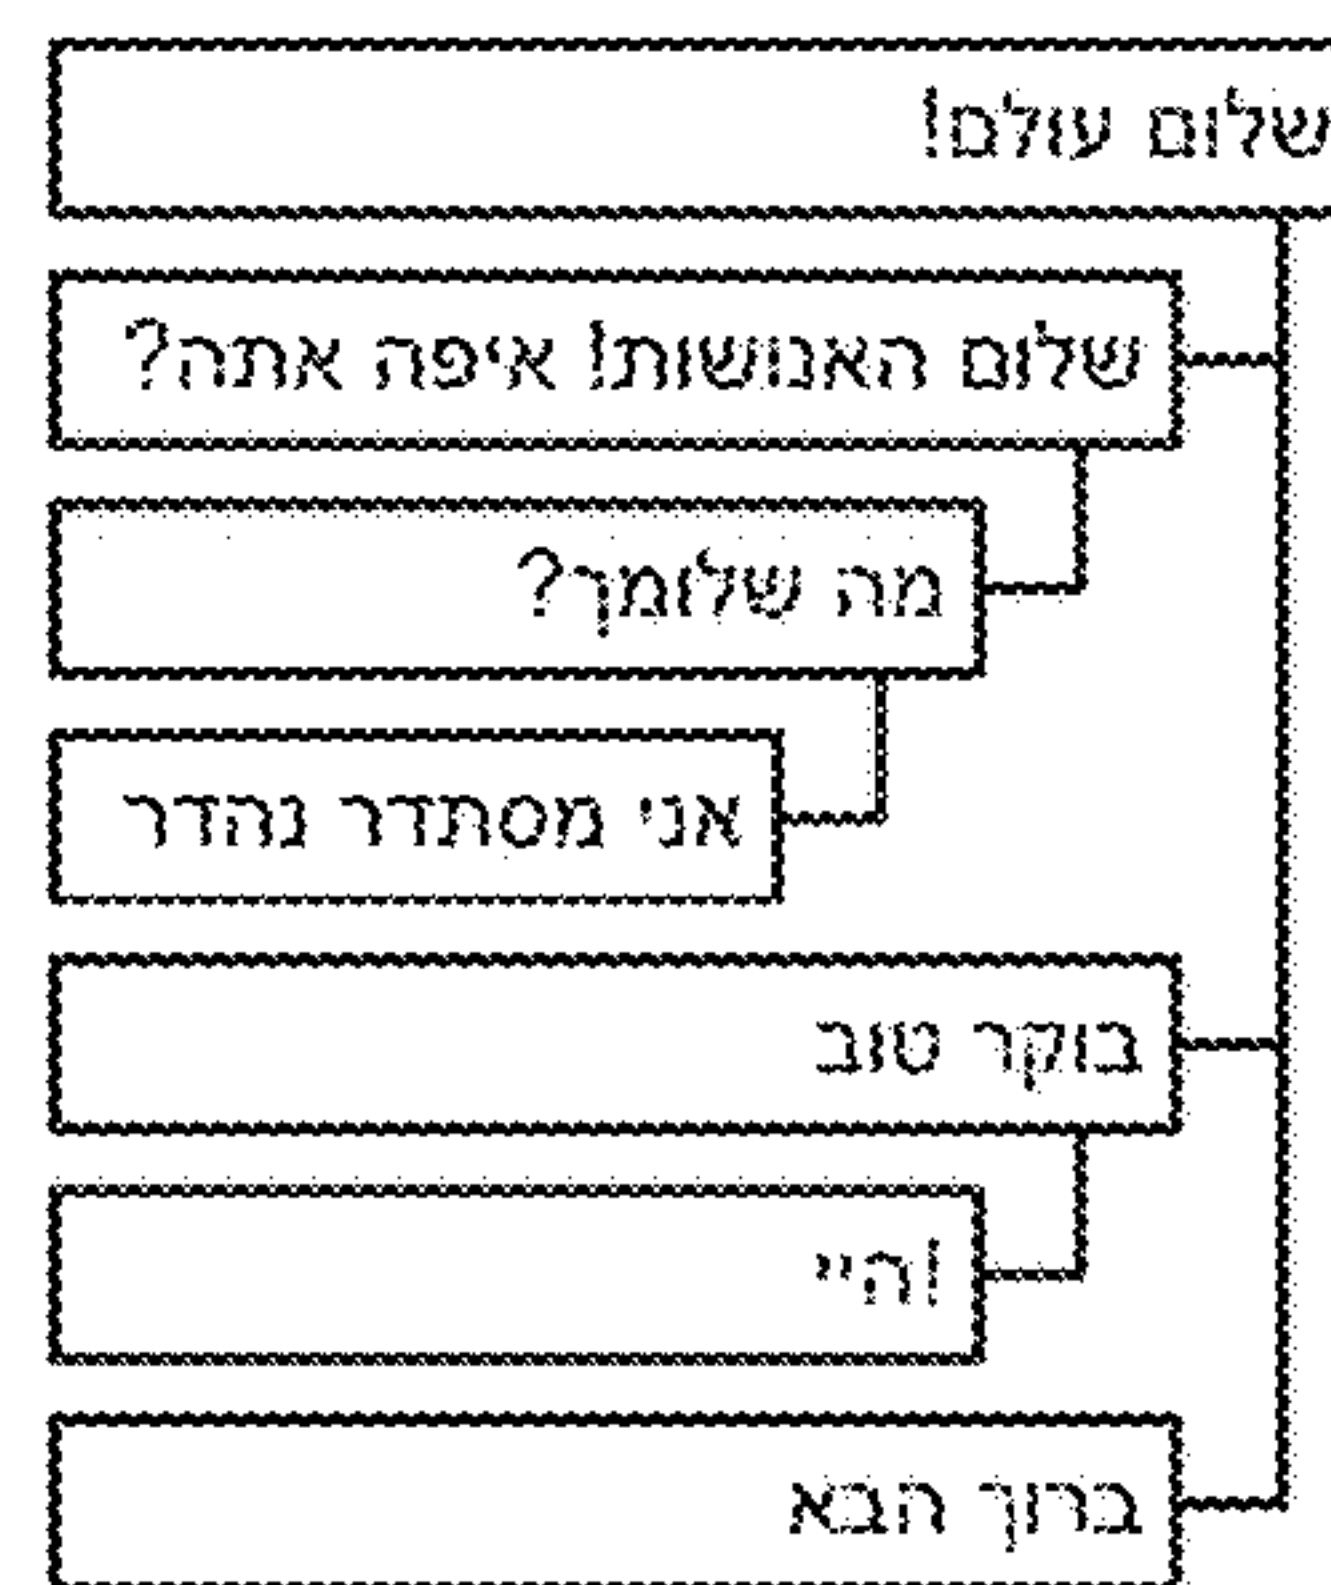 שלום עולם!
שלום האנושות! איפה אתה?
מה שלומך?
אני מסתדר נהדר
בוקר טוב
!היי
ברוך הבא